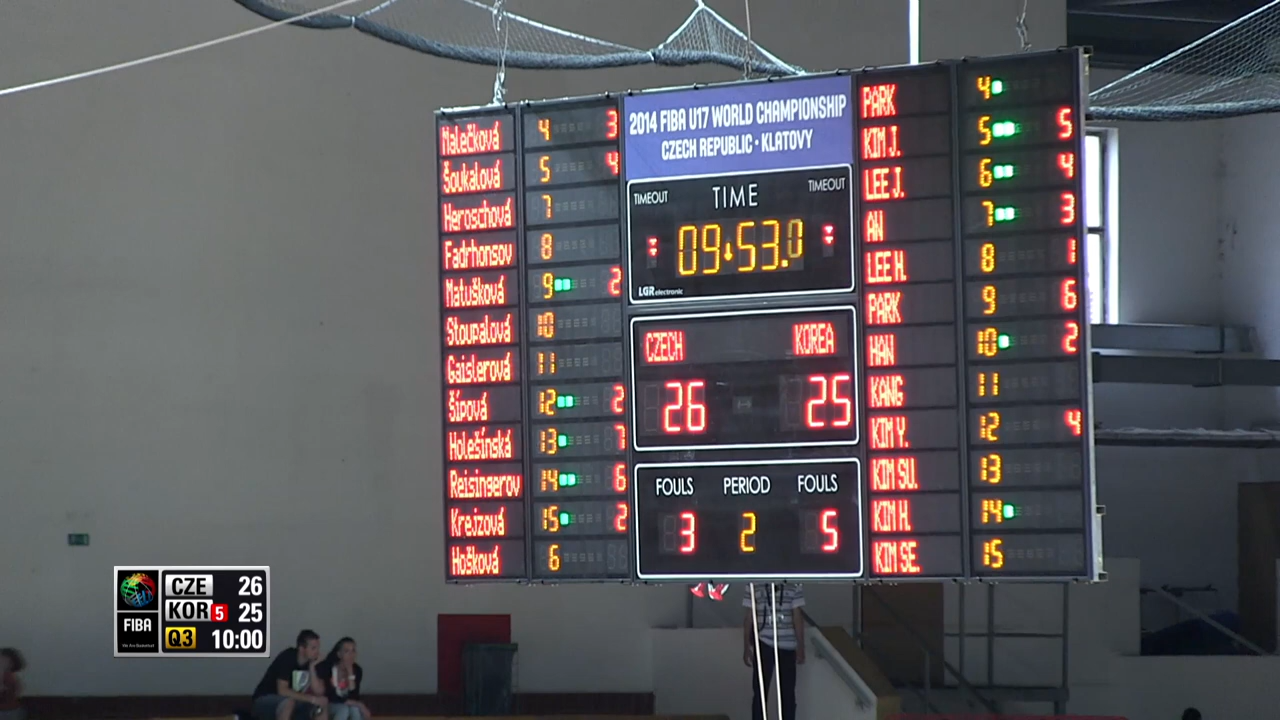 2014 FIBA U17 WORLD CHAMPIONSHIP
CZECH REPUBLIC · KLATOVY
TIMEOUT TIME TIMEOUT
09 53.0
LGR electronic
CZECH KOREA
26 25
FOULS PERIOD FOULS
3 2 5
Malečková 4 3
Šoukalová 5 4
Heroschová 7
Fadrhonsov 8
Matušková 9 2
Stoupalová 10
Gaislerová 11
Šípová 12 2
Holešínská 13 7
Reisingerov 14 6
Krejzová 15 2
Hošková 6
PARK 4
KIM J. 5 5
LEE J. 6 4
AN 7 3
LEE H. 8 1
PARK 9 6
HAN 10 2
KANG 11
KIM Y. 12 4
KIM SU. 13
KIM H. 14
KIM SE. 15
CZE 26
KOR 5 25
FIBA
We Are Basketball
Q3 10:00